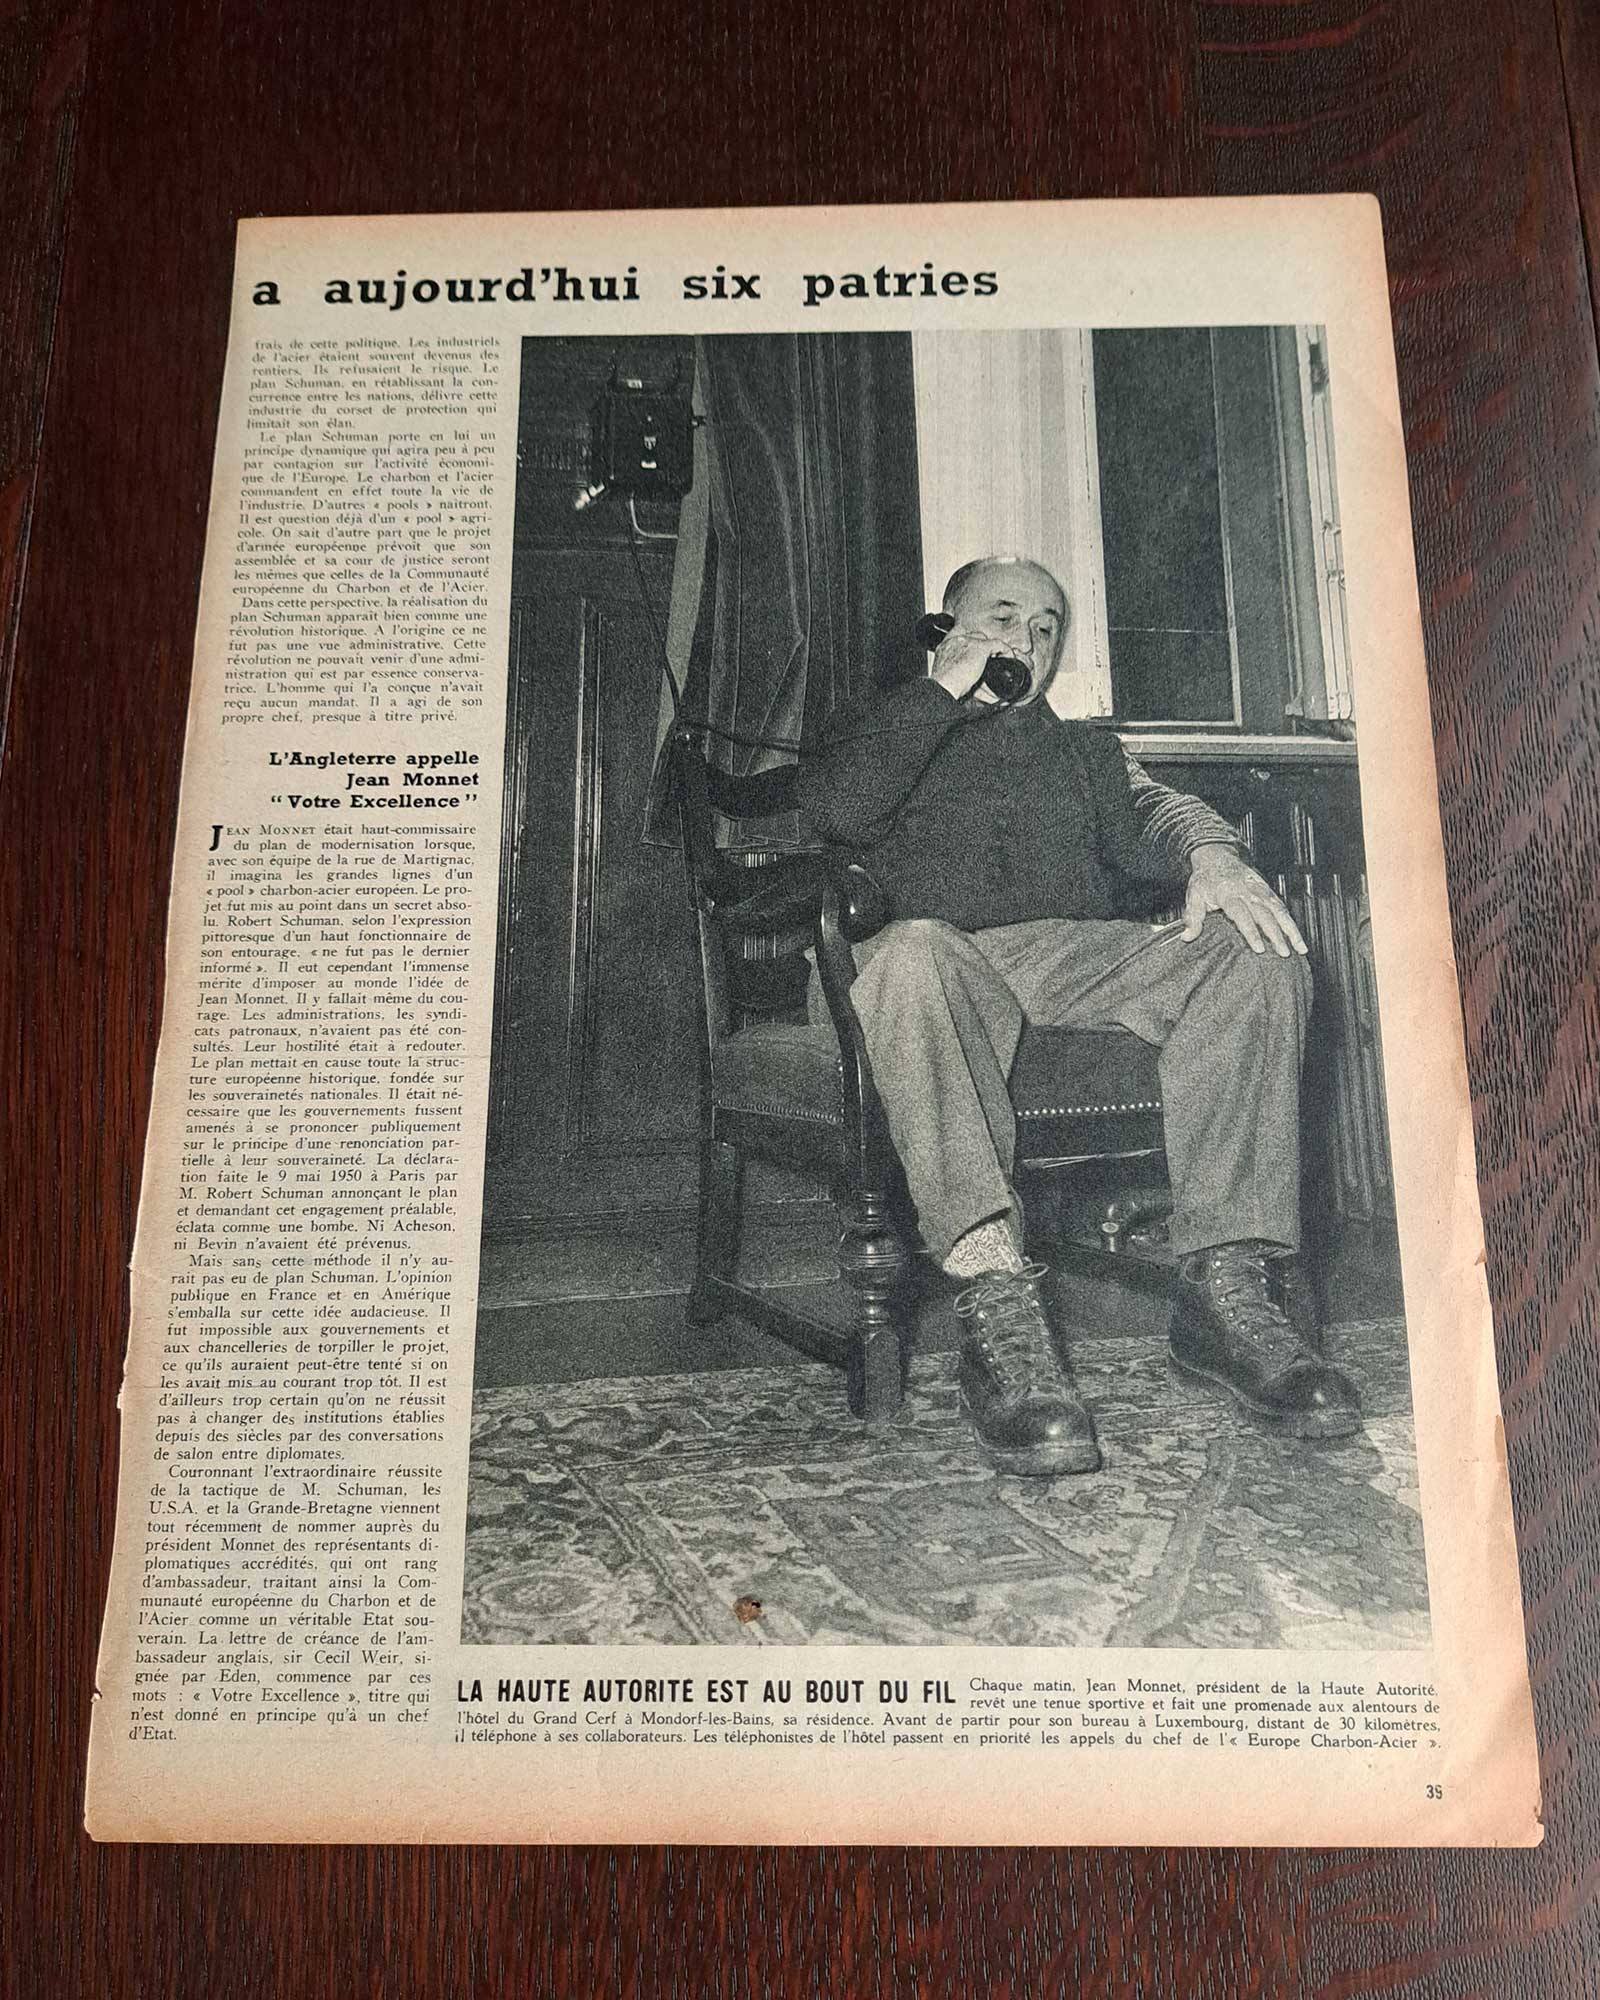 a aujourd'hui six patries
frais de cette politique. Les industriels
de l'acier étaient souvent devenus des
rentiers. Ils refusaient le risque. Le
plan Schuman, en rétablissant la con-
currence entre les nations, délivre cette
industrie du corset de protection qui
limitait son élan.
Le plan Schuman porte en lui un
principe dynamique qui agira peu à peu
par contagion sur l'activité économi-
que de l'Europe. Le charbon et l'acier
commandent en effet toute la vie de
l'industrie. D'autres « pools » naîtront.
Il est question déjà d'un « pool » agri-
cole. On sait d'autre part que le projet
d'armée européenne prévoit que son
assemblée et sa cour de justice seront
les mêmes que celles de la Communauté
européenne du Charbon et de l'Acier.
Dans cette perspective, la réalisation du
plan Schuman apparaît bien comme une
révolution historique. A l'origine ce ne
fut pas une vue administrative. Cette
révolution ne pouvait venir d'une admi-
nistration qui est par essence conserva-
trice. L'homme qui l'a conçue n'avait
reçu aucun mandat. Il a agi de son
propre chef, presque à titre privé.
L'Angleterre appelle
Jean Monnet
“ Votre Excellence ”
JEAN MONNET était haut-commissaire
du plan de modernisation lorsque,
avec son équipe de la rue de Martignac,
il imagina les grandes lignes d'un
« pool » charbon-acier européen. Le pro-
jet fut mis au point dans un secret abso-
lu. Robert Schuman, selon l'expression
pittoresque d'un haut fonctionnaire de
son entourage, « ne fut pas le dernier
informé ». Il eut cependant l'immense
mérite d'imposer au monde l'idée de
Jean Monnet. Il y fallait même du cou-
rage. Les administrations, les syndi-
cats patronaux, n'avaient pas été con-
sultés. Leur hostilité était à redouter.
Le plan mettait en cause toute la struc-
ture européenne historique, fondée sur
les souverainetés nationales. Il était né-
cessaire que les gouvernements fussent
amenés à se prononcer publiquement
sur le principe d'une renonciation par-
tielle à leur souveraineté. La déclara-
tion faite le 9 mai 1950 à Paris par
M. Robert Schuman annonçant le plan
et demandant cet engagement préalable,
éclata comme une bombe. Ni Acheson,
ni Bevin n'avaient été prévenus.
Mais sans cette méthode il n'y au-
rait pas eu de plan Schuman. L'opinion
publique en France et en Amérique
s'emballa sur cette idée audacieuse. Il
fut impossible aux gouvernements et
aux chancelleries de torpiller le projet,
ce qu'ils auraient peut-être tenté si on
les avait mis au courant trop tôt. Il est
d'ailleurs trop certain qu'on ne réussit
pas à changer des institutions établies
depuis des siècles par des conversations
de salon entre diplomates.
Couronnant l'extraordinaire réussite
de la tactique de M. Schuman, les
U.S.A. et la Grande-Bretagne viennent
tout récemment de nommer auprès du
président Monnet des représentants di-
plomatiques accrédités, qui ont rang
d'ambassadeur, traitant ainsi la Com-
munauté européenne du Charbon et de
l'Acier comme un véritable Etat sou-
verain. La lettre de créance de l'am-
bassadeur anglais, sir Cecil Weir, si-
gnée par Eden, commence par ces
mots : « Votre Excellence », titre qui
n'est donné en principe qu'à un chef
d'Etat.
LA HAUTE AUTORITÉ EST AU BOUT DU FIL Chaque matin, Jean Monnet, président de la Haute Autorité,
revêt une tenue sportive et fait une promenade aux alentours de
l'hôtel du Grand Cerf à Mondorf-les-Bains, sa résidence. Avant de partir pour son bureau à Luxembourg, distant de 30 kilomètres,
il téléphone à ses collaborateurs. Les téléphonistes de l'hôtel passent en priorité les appels du chef de l'« Europe Charbon-Acier ».
39